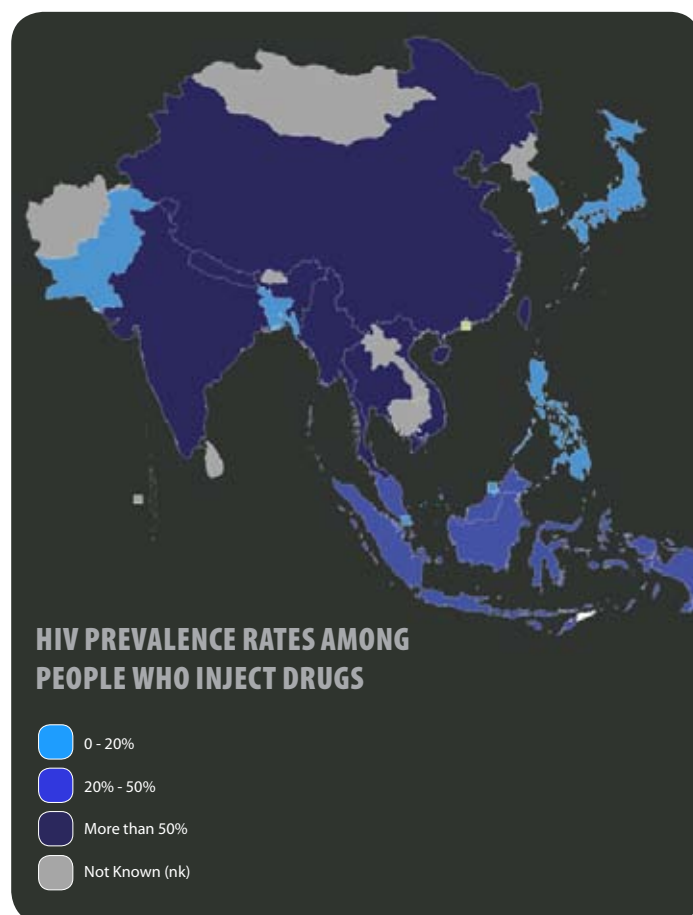 HIV PREVALENCE RATES AMONG
PEOPLE WHO INJECT DRUGS
0 - 20%
20% - 50%
More than 50%
Not Known (nk)